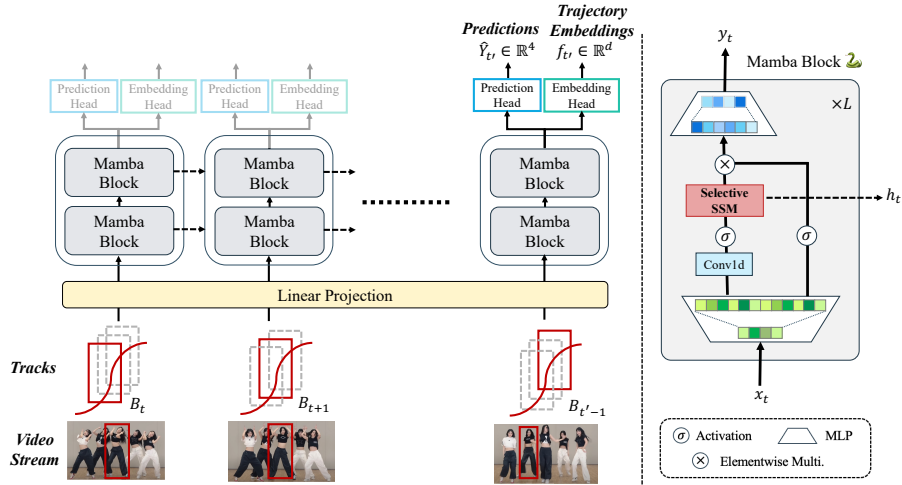 Predictions
Ŷ_t', ∈ ℝ^4
Trajectory
Embeddings
f_t', ∈ ℝ^d
Prediction
Head
Embedding
Head
Prediction
Head
Embedding
Head
Prediction
Head
Embedding
Head
Mamba
Block
Mamba
Block
Mamba
Block
Mamba
Block
Mamba
Block
Mamba
Block
Linear Projection
Tracks
B_t
B_t+1
B_t'−1
Video
Stream
y_t
Mamba Block
×L
×
Selective
SSM
h_t
σ
σ
Conv1d
x_t
σ Activation
MLP
× Elementwise Multi.